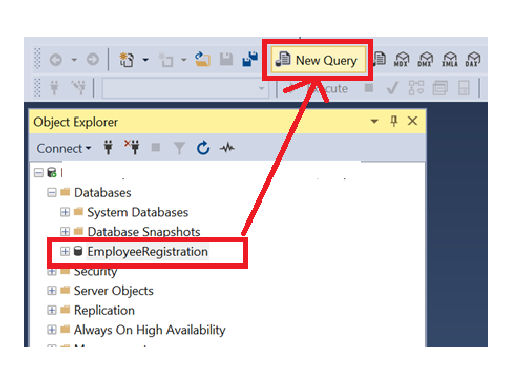 New Query
MDX DMX XMLA DAX
Execute
Object Explorer
Connect
Databases
System Databases
Database Snapshots
EmployeeRegistration
Security
Server Objects
Replication
Always On High Availability